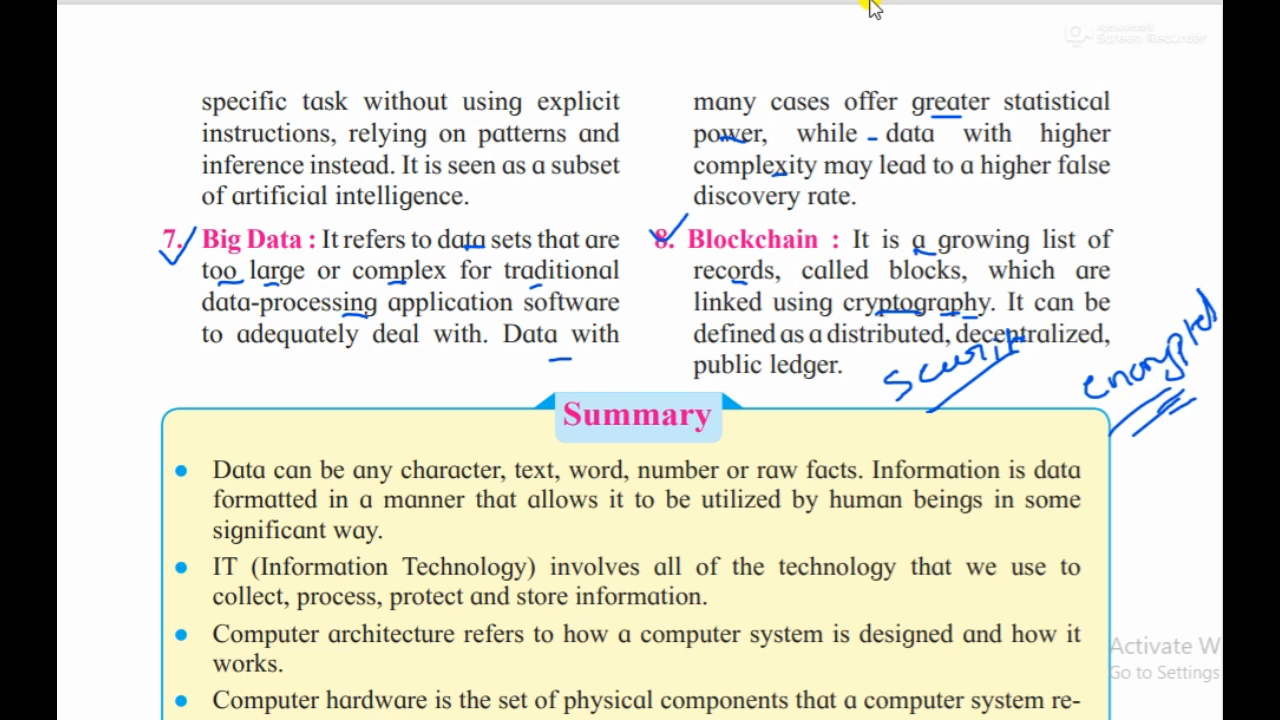 specific task without using explicit
instructions, relying on patterns and
inference instead. It is seen as a subset
of artificial intelligence.
7. Big Data : It refers to data sets that are
too large or complex for traditional
data-processing application software
to adequately deal with. Data with
many cases offer greater statistical
power, while data with higher
complexity may lead to a higher false
discovery rate.
8. Blockchain : It is a growing list of
records, called blocks, which are
linked using cryptography. It can be
defined as a distributed, decentralized,
public ledger.
encrypted
Summary
• Data can be any character, text, word, number or raw facts. Information is data
formatted in a manner that allows it to be utilized by human beings in some
significant way.
• IT (Information Technology) involves all of the technology that we use to
collect, process, protect and store information.
• Computer architecture refers to how a computer system is designed and how it
works.
• Computer hardware is the set of physical components that a computer system re-
Screen Recorder
Activate W
Go to Settings